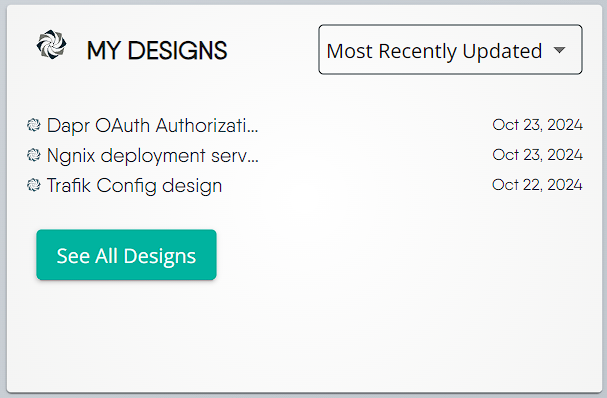 MY DESIGNS
Most Recently Updated
Dapr OAuth Authorizati... Oct 23, 2024
Ngnix deployment serv... Oct 23, 2024
Trafik Config design Oct 22, 2024
See All Designs